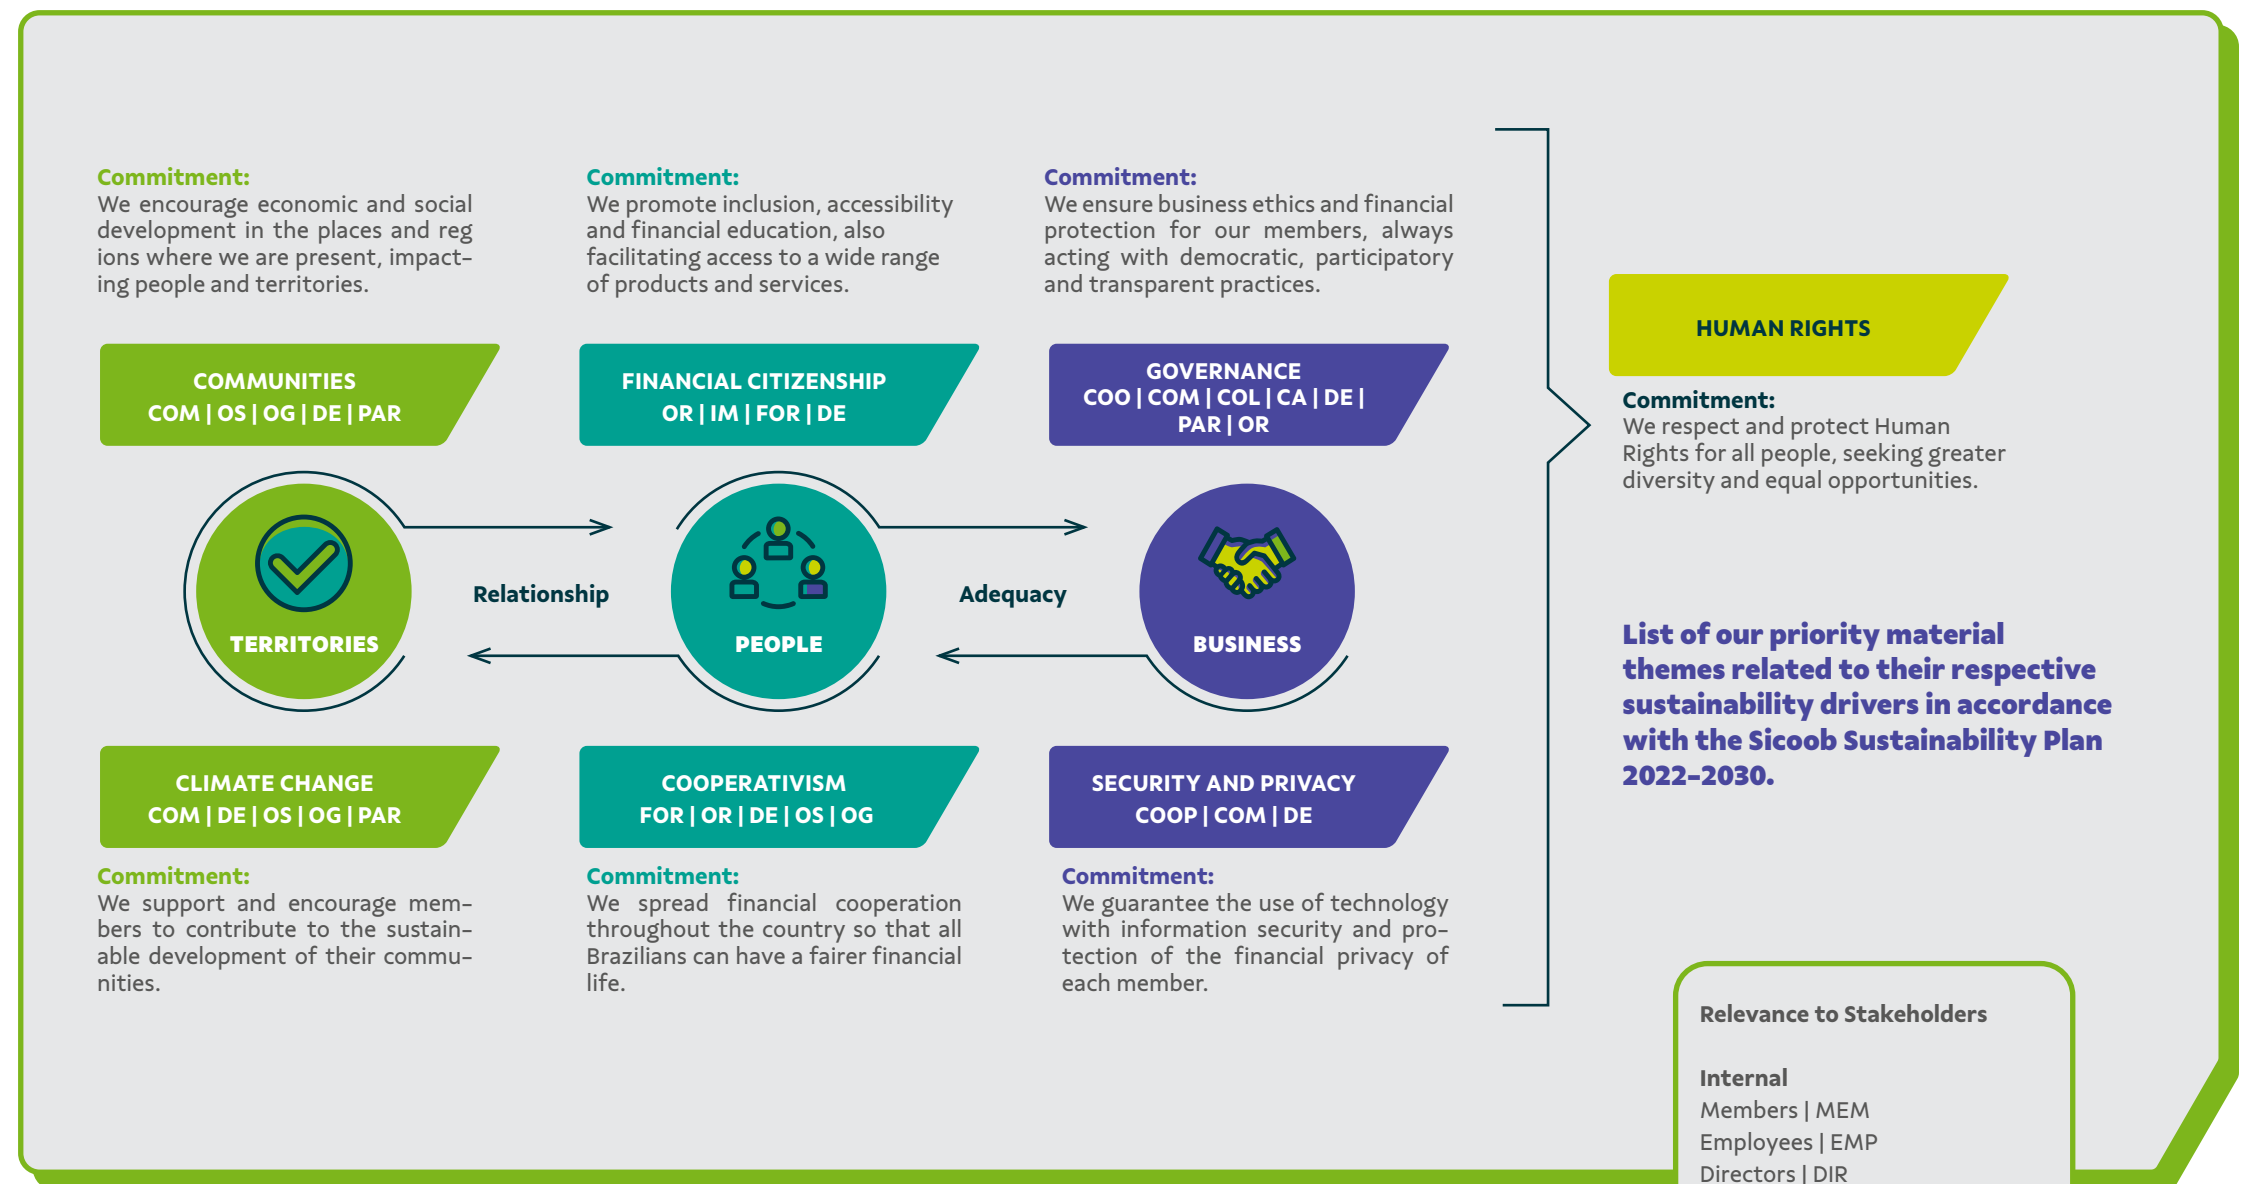 Commitment:
We encourage economic and social
development in the places and reg
ions where we are present, impact-
ing people and territories.
Commitment:
We promote inclusion, accessibility
and financial education, also
facilitating access to a wide range
of products and services.
Commitment:
We ensure business ethics and financial
protection for our members, always
acting with democratic, participatory
and transparent practices.
COMMUNITIES
COM | OS | OG | DE | PAR
FINANCIAL CITIZENSHIP
OR | IM | FOR | DE
GOVERNANCE
COO | COM | COL | CA | DE |
PAR | OR
TERRITORIES
Relationship
PEOPLE
Adequacy
BUSINESS
CLIMATE CHANGE
COM | DE | OS | OG | PAR
COOPERATIVISM
FOR | OR | DE | OS | OG
SECURITY AND PRIVACY
COOP | COM | DE
Commitment:
We support and encourage mem-
bers to contribute to the sustain-
able development of their commu-
nities.
Commitment:
We spread financial cooperation
throughout the country so that all
Brazilians can have a fairer financial
life.
Commitment:
We guarantee the use of technology
with information security and pro-
tection of the financial privacy of
each member.
HUMAN RIGHTS
Commitment:
We respect and protect Human
Rights for all people, seeking greater
diversity and equal opportunities.
List of our priority material
themes related to their respective
sustainability drivers in accordance
with the Sicoob Sustainability Plan
2022-2030.
Relevance to Stakeholders
Internal
Members | MEM
Employees | EMP
Directors | DIR